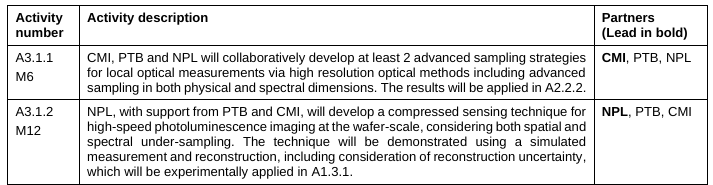 Activity number
Activity description
Partners (Lead in bold)
A3.1.1
M6
CMI, PTB and NPL will collaboratively develop at least 2 advanced sampling strategies
for local optical measurements via high resolution optical methods including advanced
sampling in both physical and spectral dimensions. The results will be applied in A2.2.2.
CMI, PTB, NPL
A3.1.2
M12
NPL, with support from PTB and CMI, will develop a compressed sensing technique for
high-speed photoluminescence imaging at the wafer-scale, considering both spatial and
spectral under-sampling. The technique will be demonstrated using a simulated
measurement and reconstruction, including consideration of reconstruction uncertainty,
which will be experimentally applied in A1.3.1.
NPL, PTB, CMI